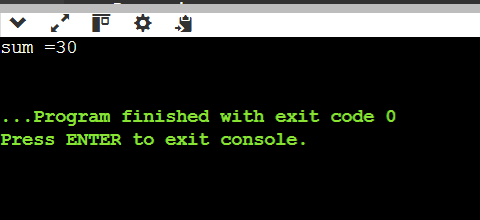 sum =30
...Program finished with exit code 0
Press ENTER to exit console.